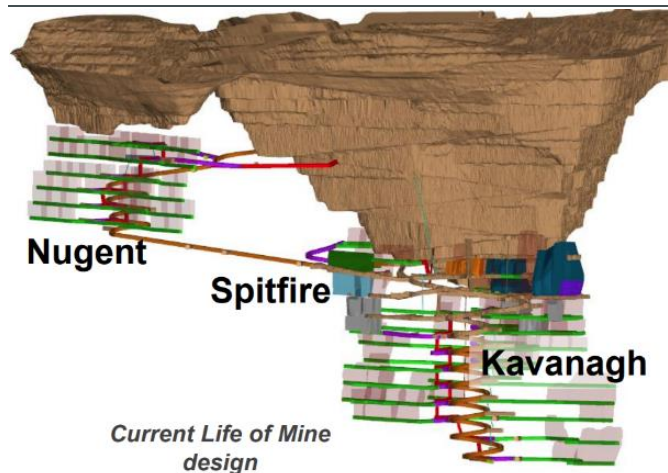 Nugent
Spitfire
Kavanagh
Current Life of Mine
design